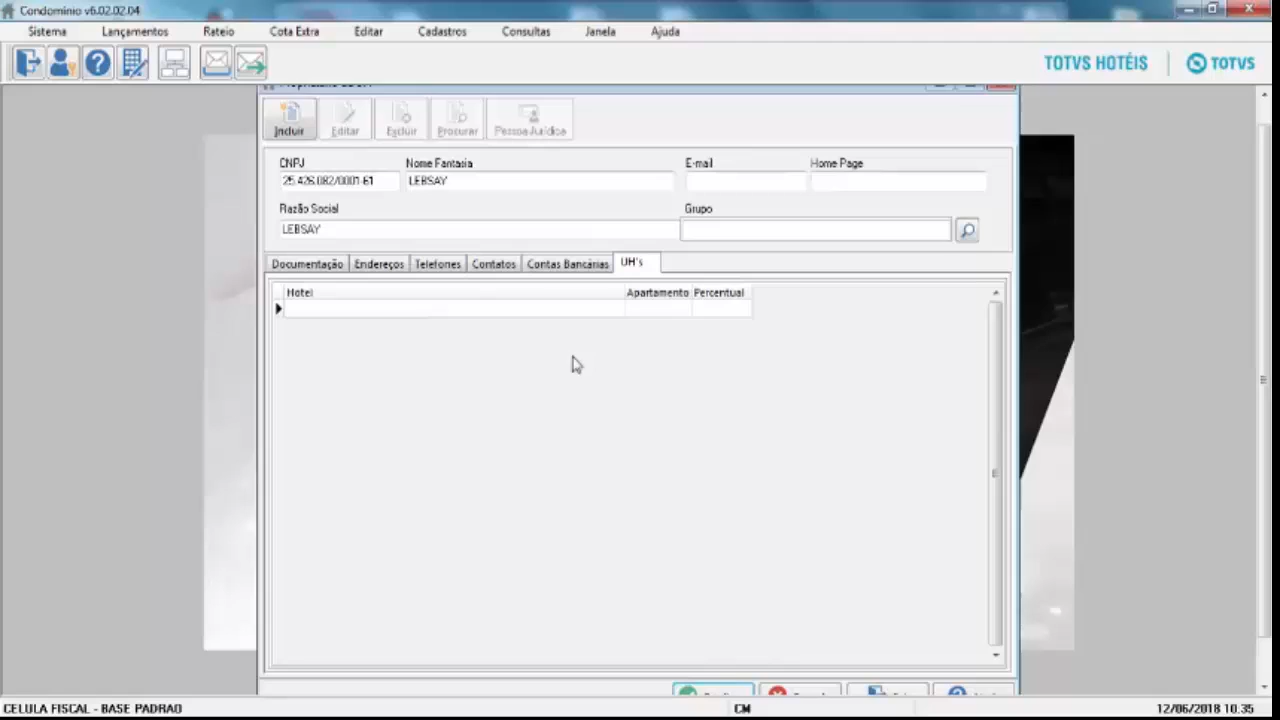 Condominio v6.02.02.04
Sistema Lançamentos Rateio Cota Extra Editar Cadastros Consultas Janela Ajuda
TOTVS HOTÉIS TOTVS
Incluir Editar Excluir Procurar Pessoa Jurídica
CNPJ Nome Fantasia E-mail Home Page
25.426.082/0001-61 LEBSAY
Razão Social Grupo
LEBSAY
Documentação Endereços Telefones Contatos Contas Bancárias UH's
Hotel Apartamento Percentual
CELULA FISCAL - BASE PADRAO CM 12/06/2018 10:35